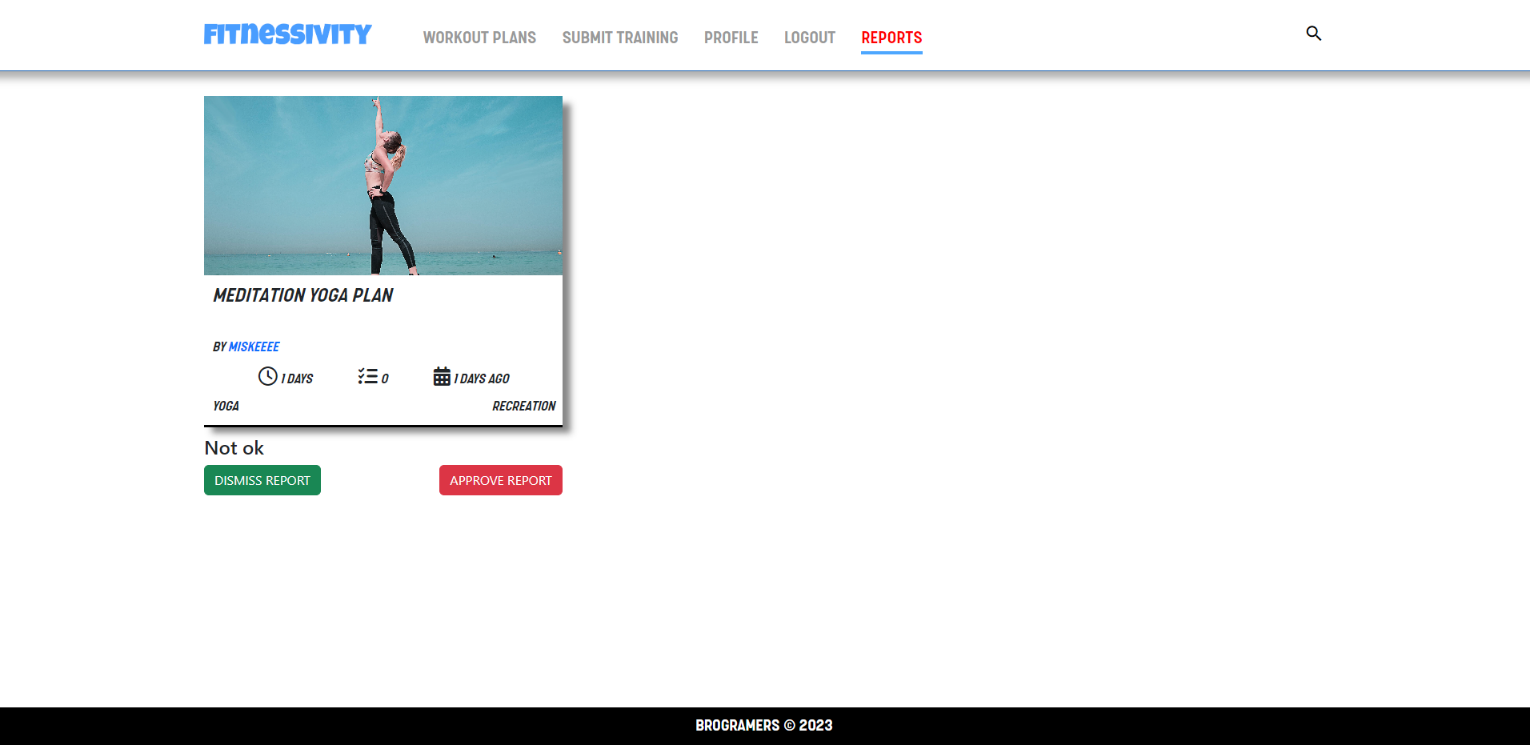 Fitnessivity
WORKOUT PLANS SUBMIT TRAINING PROFILE LOGOUT REPORTS
MEDITATION YOGA PLAN
BY MISKEEEE
1 DAYS 0 1 DAYS AGO
YOGA RECREATION
Not ok
DISMISS REPORT APPROVE REPORT
BROGRAMERS © 2023